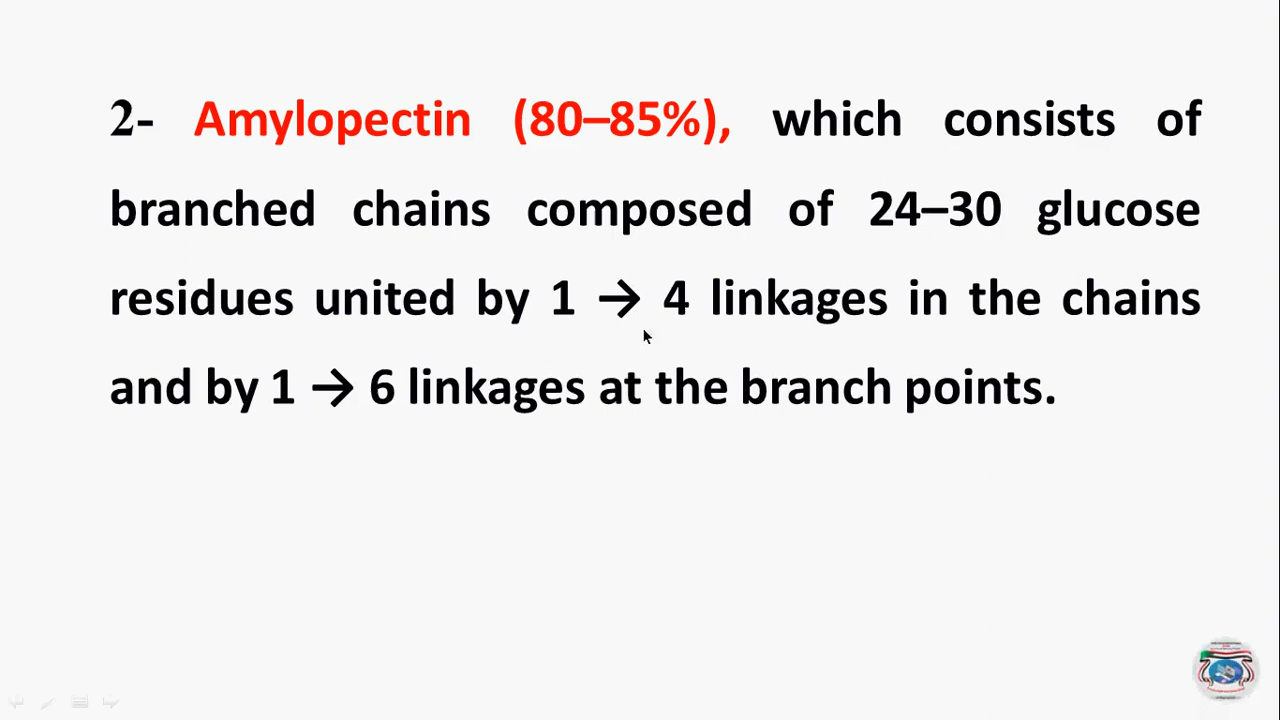 2- Amylopectin (80–85%), which consists of
branched chains composed of 24–30 glucose
residues united by 1 → 4 linkages in the chains
and by 1 → 6 linkages at the branch points.